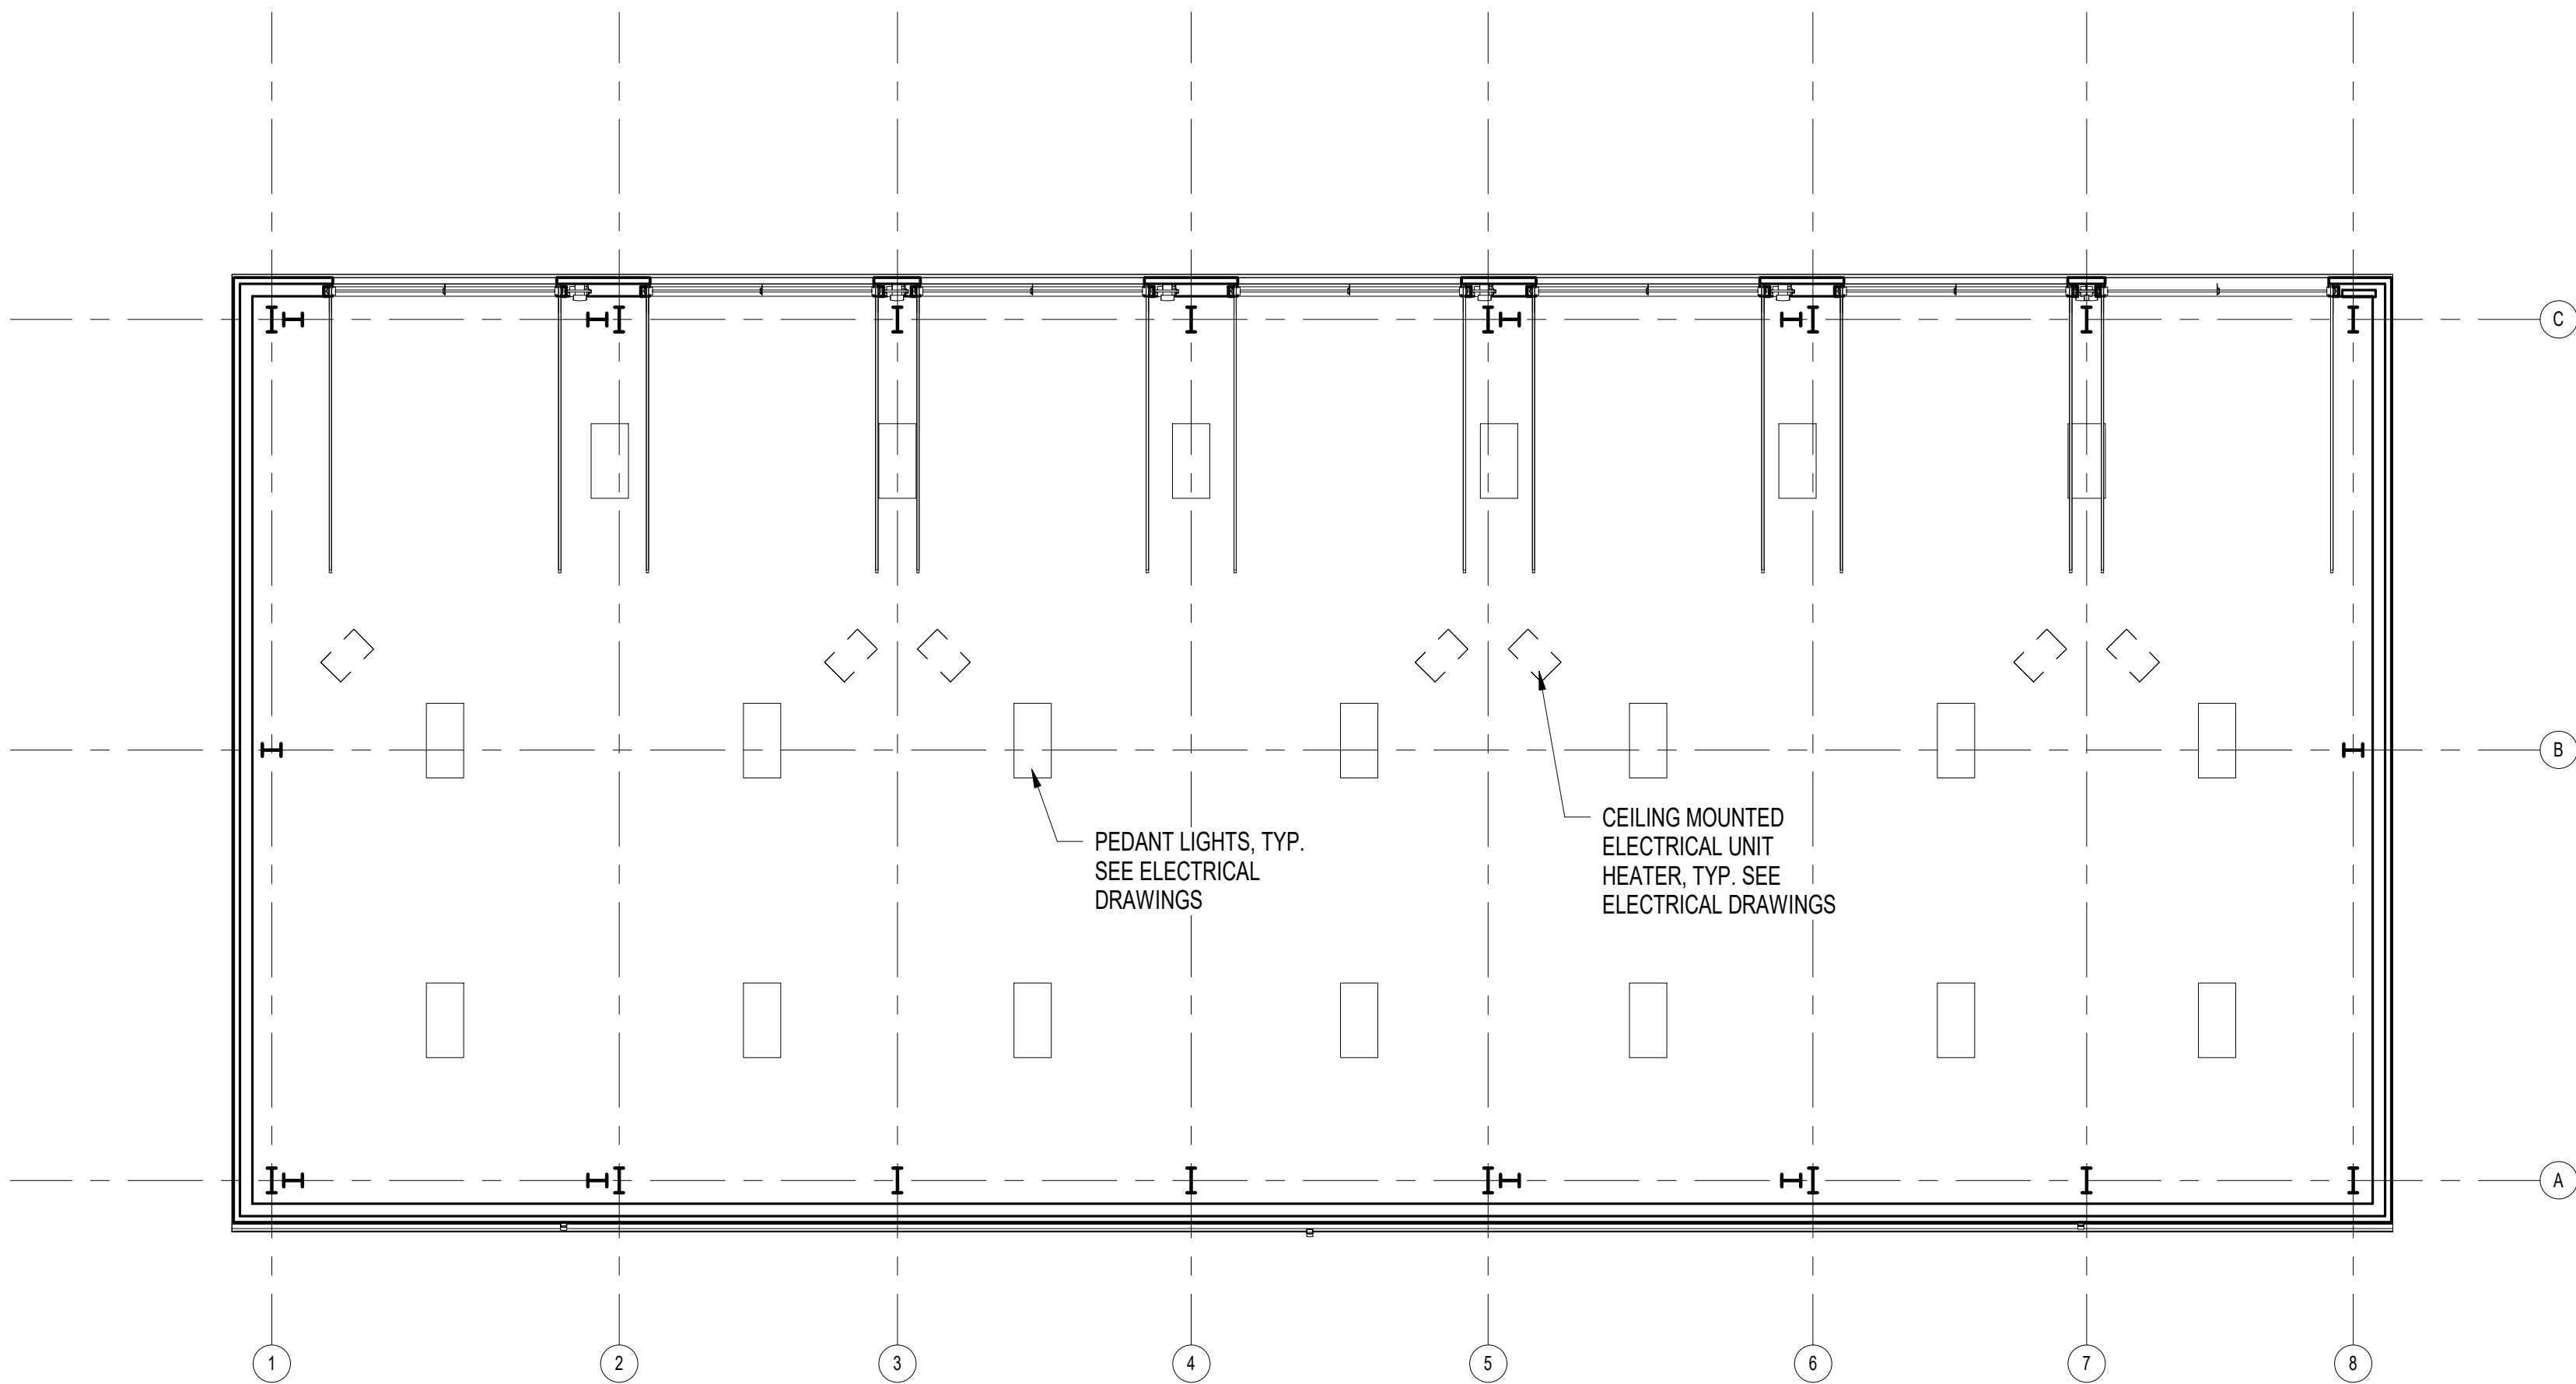 C
B
CEILING MOUNTED
ELECTRICAL UNIT
HEATER, TYP. SEE
ELECTRICAL DRAWINGS
PEDANT LIGHTS, TYP.
SEE ELECTRICAL
DRAWINGS
A
1
2
3
4
5
6
7
8